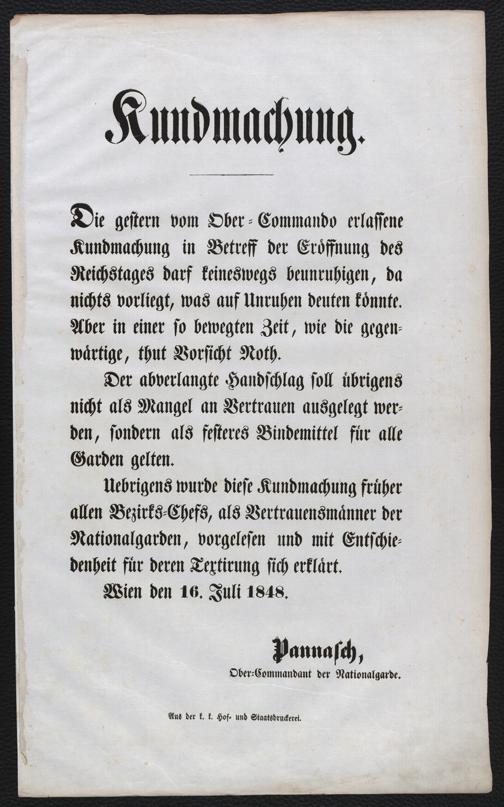 Kundmachung.
Die gestern vom Ober-Commando erlassene
Kundmachung in Betreff der Eröffnung des
Reichstages darf keineswegs beunruhigen, da
nichts vorliegt, was auf Unruhen deuten könnte.
Aber in einer so bewegten Zeit, wie die gegen-
wärtige, thut Vorsicht Noth.
Der abverlangte Handschlag soll übrigens
nicht als Mangel an Vertrauen ausgelegt wer-
den, sondern als festeres Bindemittel für alle
Garden gelten.
Uebrigens wurde diese Kundmachung früher
allen Bezirks-Chefs, als Vertrauensmänner der
Nationalgarden, vorgelesen und mit Entschie-
denheit für deren Textirung sich erklärt.
Wien den 16. Juli 1848.
Pannasch,
Ober-Commandant der Nationalgarde.
Aus der k. k. Hof- und Staatsdruckerei.